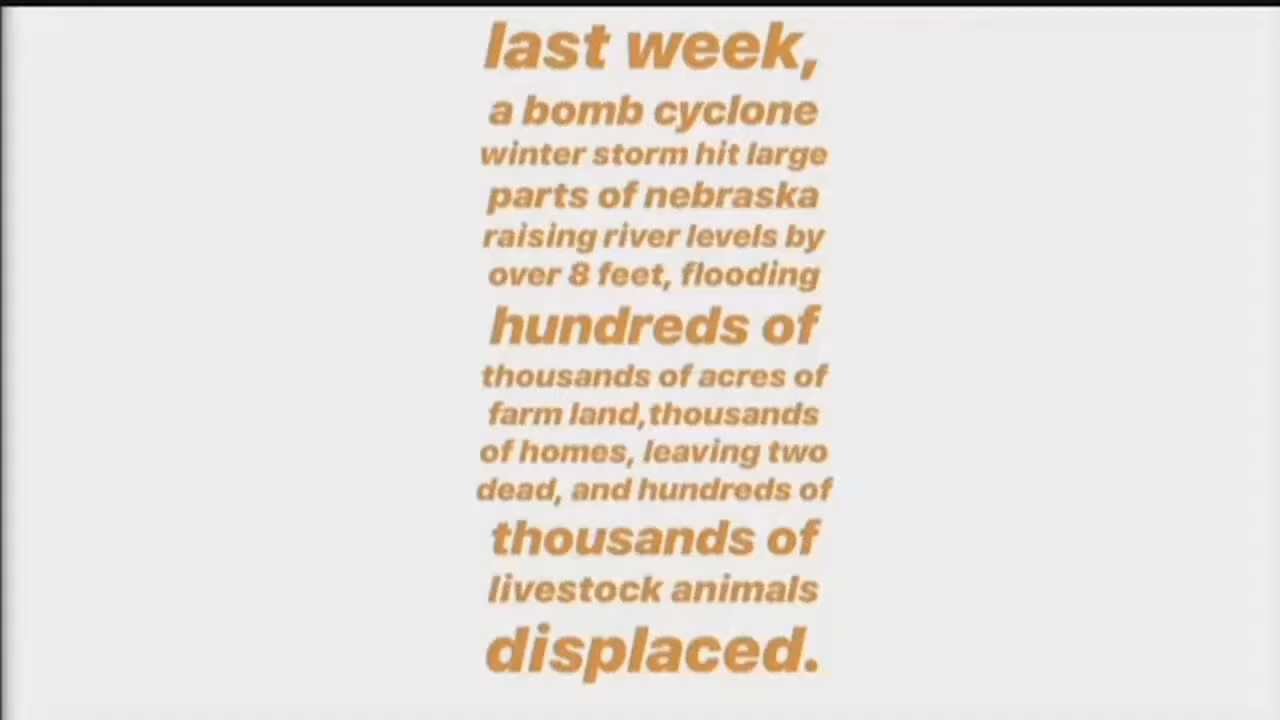 last week,
a bomb cyclone
winter storm hit large
parts of nebraska
raising river levels by
over 8 feet, flooding
hundreds of
thousands of acres of
farm land,thousands
of homes, leaving two
dead, and hundreds of
thousands of
livestock animals
displaced.